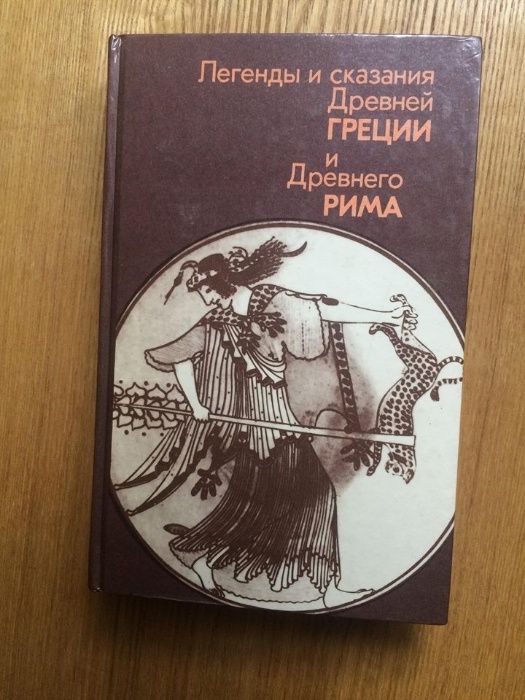 Легенды и сказания
Древней
ГРЕЦИИ
и
Древнего
РИМА